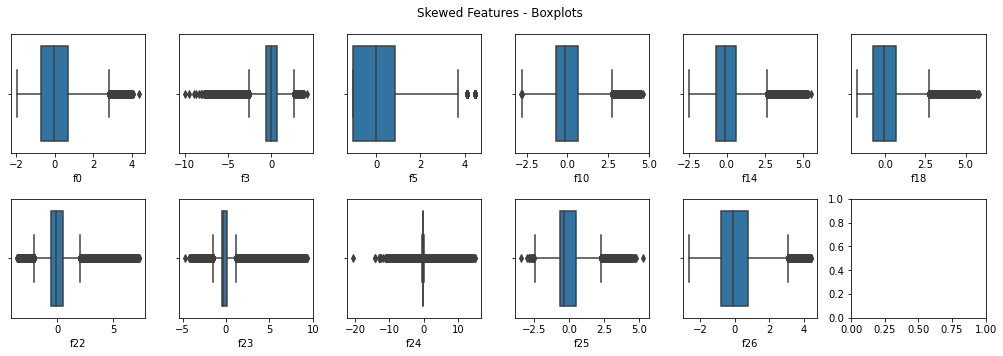 Skewed Features - Boxplots
−2 0 2 4
f0
−10 −5 0
f3
0 2 4
f5
−2.5 0.0 2.5 5.0
f10
−2.5 0.0 2.5 5.0
f14
0.0 2.5 5.0
f18
0 5
f22
−5 0 5 10
f23
−20 −10 0 10
f24
−2.5 0.0 2.5 5.0
f25
−2 0 2 4
f26
1.0
0.8
0.6
0.4
0.2
0.0
0.00 0.25 0.50 0.75 1.00